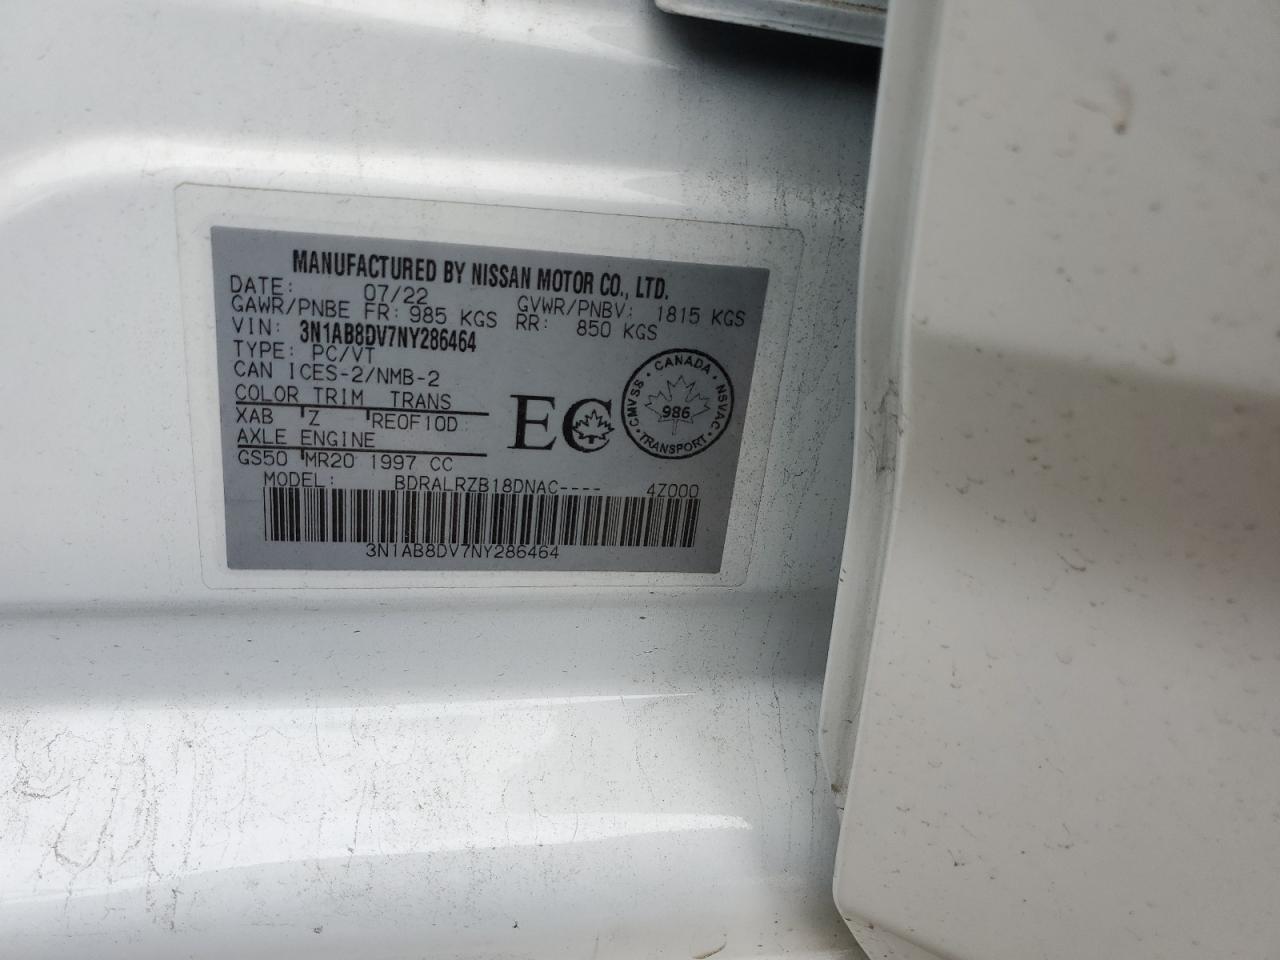 MANUFACTURED BY NISSAN MOTOR CO., LTD.
DATE: 07/22 GVWR/PNBV: 1815 KGS
GAWR/PNBE FR: 985 KGS RR: 850 KGS
VIN: 3N1AB8DV7NY286464
TYPE: PC/VT
CAN ICES-2/NMB-2
COLOR TRIM TRANS
XAB Z RE0F10D
AXLE ENGINE
GS50 MR20 1997 CC
EC
CANADA
CMVSS NSVAC
986
TRANSPORT
MODEL: BDRALRZB18DNAC---- 4Z000
3N1AB8DV7NY286464